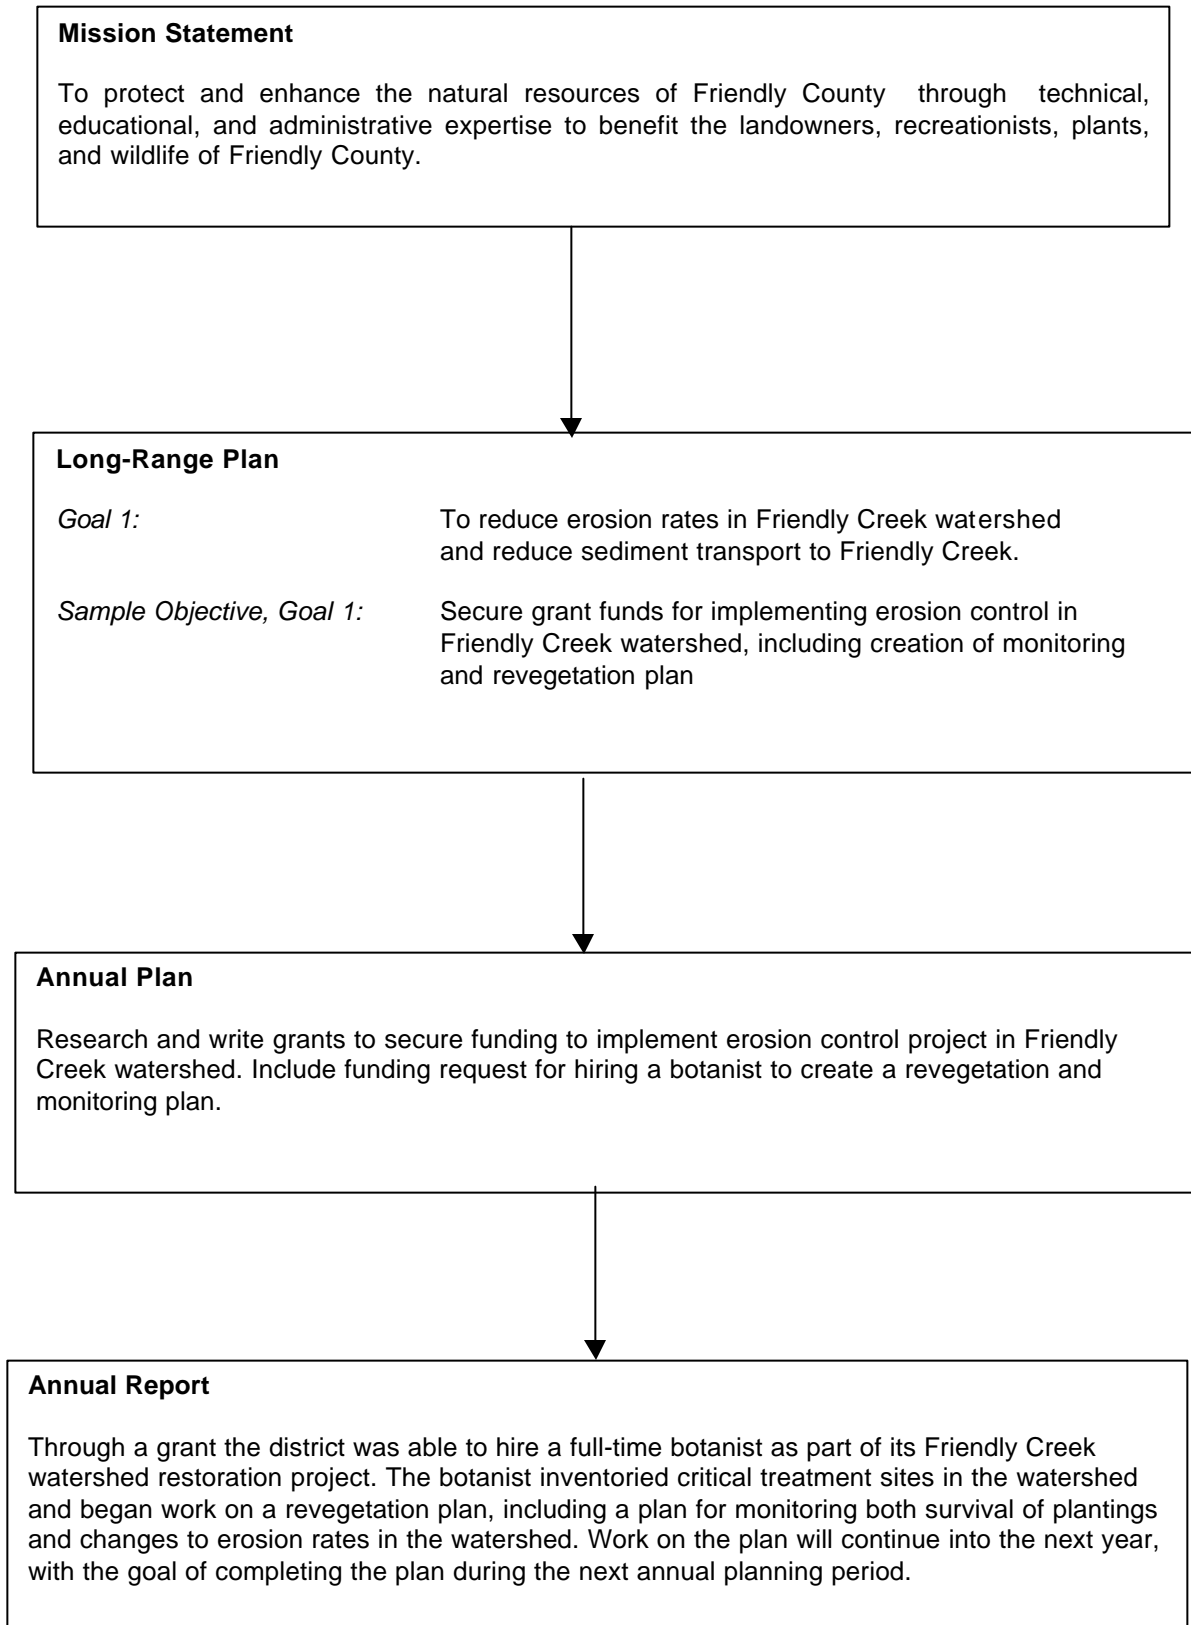 Mission Statement
To protect and enhance the natural resources of Friendly County through technical,
educational, and administrative expertise to benefit the landowners, recreationists, plants,
and wildlife of Friendly County.
Long-Range Plan
Goal 1: To reduce erosion rates in Friendly Creek watershed
and reduce sediment transport to Friendly Creek.
Sample Objective, Goal 1: Secure grant funds for implementing erosion control in
Friendly Creek watershed, including creation of monitoring
and revegetation plan
Annual Plan
Research and write grants to secure funding to implement erosion control project in Friendly
Creek watershed. Include funding request for hiring a botanist to create a revegetation and
monitoring plan.
Annual Report
Through a grant the district was able to hire a full-time botanist as part of its Friendly Creek
watershed restoration project. The botanist inventoried critical treatment sites in the watershed
and began work on a revegetation plan, including a plan for monitoring both survival of plantings
and changes to erosion rates in the watershed. Work on the plan will continue into the next year,
with the goal of completing the plan during the next annual planning period.